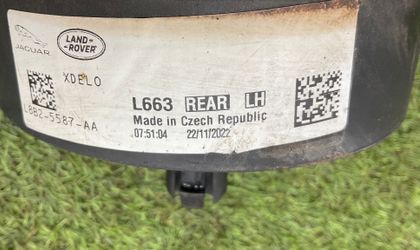 JAGUAR
LAND-
ROVER
XDELO
L8B2-5587-AA
L663 REAR LH
Made in Czech Republic
07:51:04 22/11/2022